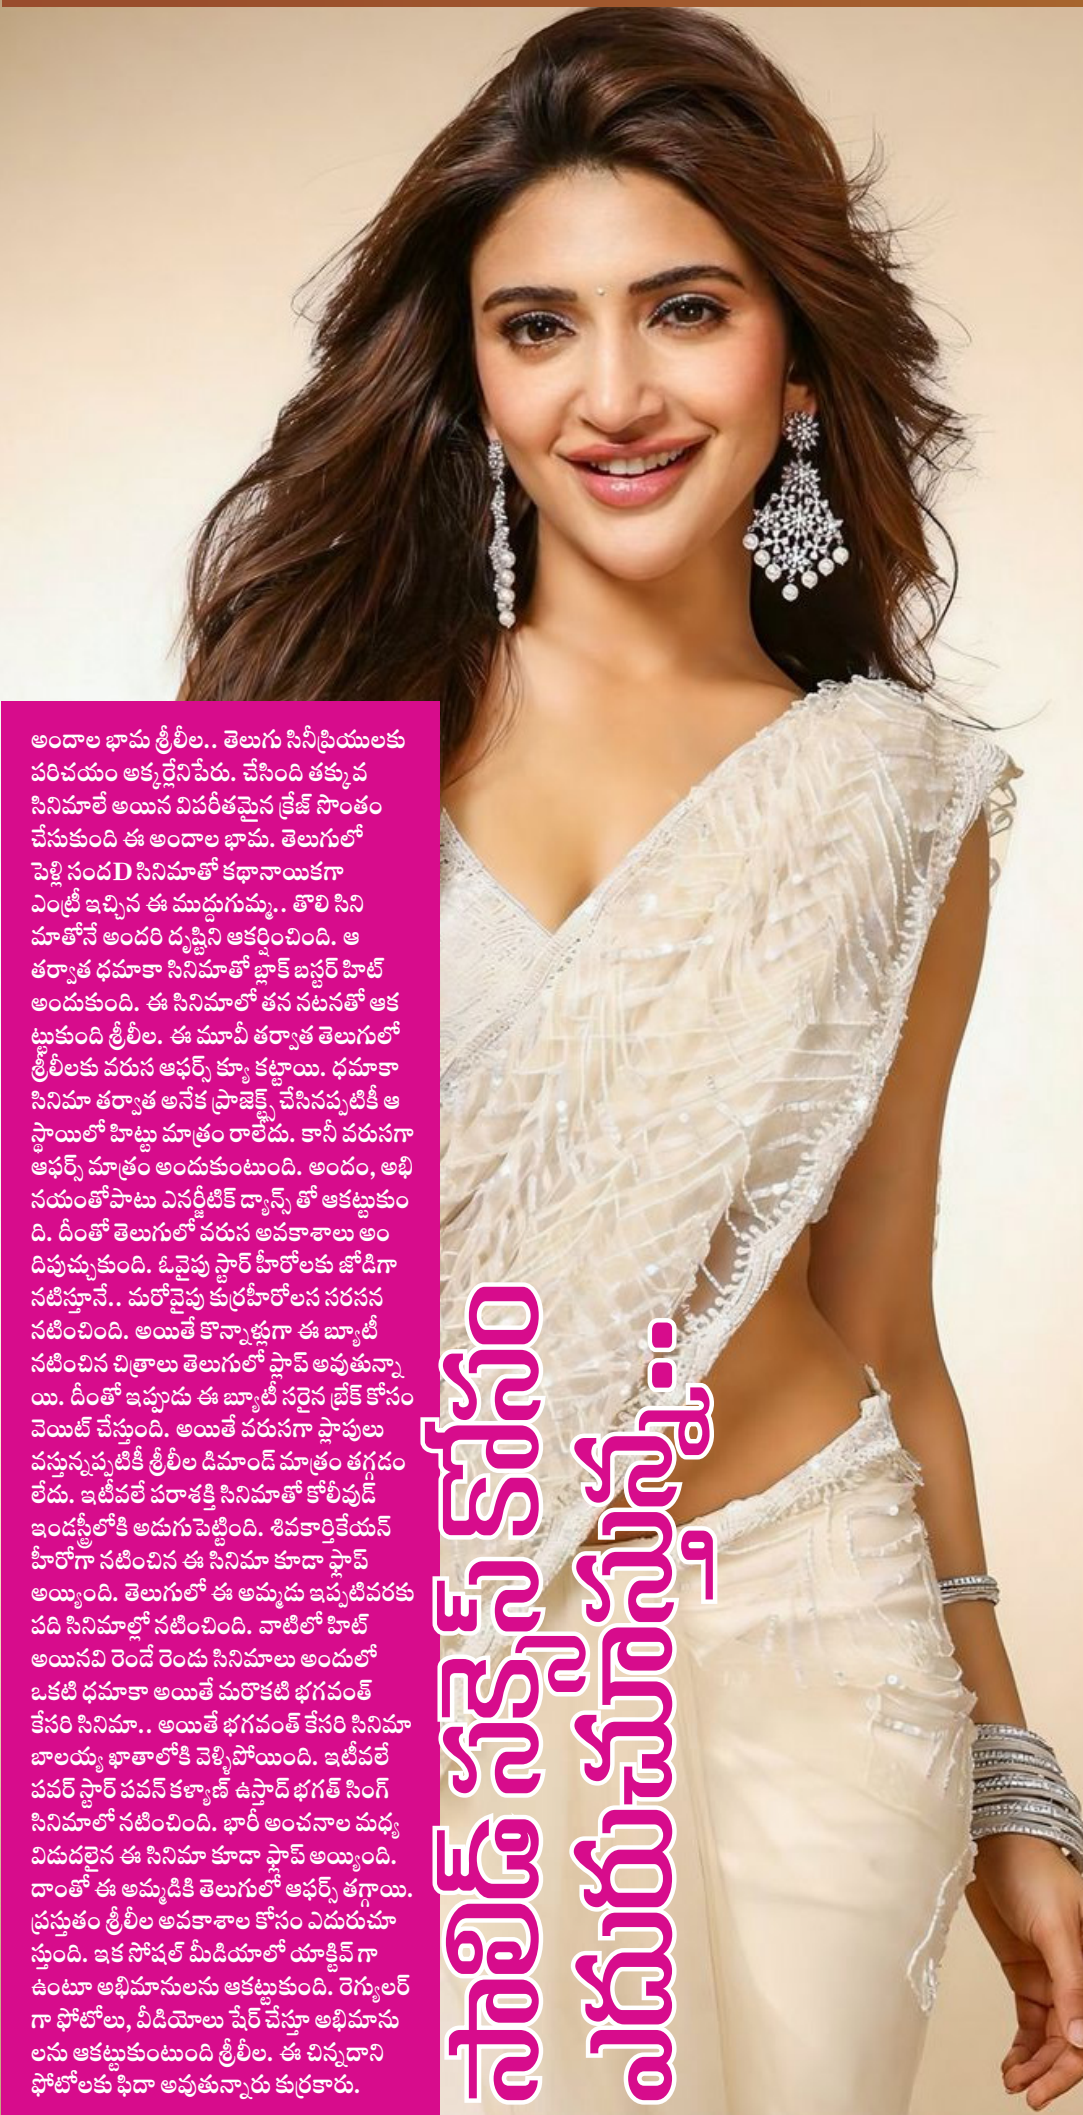 అందాల భామ శ్రీలీల.. తెలుగు సినీప్రియులకు
పరిచయం అక్కర్లేనిపేరు. చేసింది తక్కువ
సినిమాలే అయిన విపరీతమైన క్రేజ్ సొంతం
చేసుకుంది ఈ అందాల భామ. తెలుగులో
పెళ్లి సందD సినిమాతో కథానాయికగా
ఎంట్రీ ఇచ్చిన ఈ ముద్దుగుమ్మ.. తొలి సిని
మాతోనే అందరి దృష్టిని ఆకర్షించింది. ఆ
తర్వాత ధమాకా సినిమాతో బ్లాక్ బస్టర్ హిట్
అందుకుంది. ఈ సినిమాలో తన నటనతో ఆక
ట్టుకుంది శ్రీలీల. ఈ మూవీ తర్వాత తెలుగులో
శ్రీలీలకు వరుస ఆఫర్స్ క్యూ కట్టాయి. ధమాకా
సినిమా తర్వాత అనేక ప్రాజెక్ట్స్ చేసినప్పటికీ ఆ
స్థాయిలో హిట్టు మాత్రం రాలేదు. కానీ వరుసగా
ఆఫర్స్ మాత్రం అందుకుంటుంది. అందం, అభి
నయంతోపాటు ఎనర్జీటిక్ డ్యాన్స్ తో ఆకట్టుకుం
ది. దీంతో తెలుగులో వరుస అవకాశాలు అం
దిపుచ్చుకుంది. ఓవైపు స్టార్ హీరోలకు జోడిగా
నటిస్తూనే.. మరోవైపు కుర్రహీరోలస సరసన
నటించింది. అయితే కొన్నాళ్లుగా ఈ బ్యూటీ
నటించిన చిత్రాలు తెలుగులో ప్లాప్ అవుతున్నా
యి. దీంతో ఇప్పుడు ఈ బ్యూటీ సరైన బ్రేక్ కోసం
వెయిట్ చేస్తుంది. అయితే వరుసగా ప్లాపులు
వస్తున్నప్పటికీ శ్రీలీల డిమాండ్ మాత్రం తగ్గడం
లేదు. ఇటీవలే పరాశక్తి సినిమాతో కోలీవుడ్
ఇండస్ట్రీలోకి అడుగుపెట్టింది. శివకార్తికేయన్
హీరోగా నటించిన ఈ సినిమా కూడా ఫ్లాప్
అయ్యింది. తెలుగులో ఈ అమ్మడు ఇప్పటివరకు
పది సినిమాల్లో నటించింది. వాటిలో హిట్
అయినవి రెండే రెండు సినిమాలు అందులో
ఒకటి ధమాకా అయితే మరొకటి భగవంత్
కేసరి సినిమా.. అయితే భగవంత్ కేసరి సినిమా
బాలయ్య ఖాతాలోకి వెళ్ళిపోయింది. ఇటీవలే
పవర్ స్టార్ పవన్ కళ్యాణ్ ఉస్తాద్ భగత్ సింగ్
సినిమాలో నటించింది. భారీ అంచనాల మధ్య
విడుదలైన ఈ సినిమా కూడా ఫ్లాప్ అయ్యింది.
దాంతో ఈ అమ్మడికి తెలుగులో ఆఫర్స్ తగ్గాయి.
ప్రస్తుతం శ్రీలీల అవకాశాల కోసం ఎదురుచూ
స్తుంది. ఇక సోషల్ మీడియాలో యాక్టివ్ గా
ఉంటూ అభిమానులను ఆకట్టుకుంది. రెగ్యులర్
గా ఫోటోలు, వీడియోలు షేర్ చేస్తూ అభిమాను
లను ఆకట్టుకుంటుంది శ్రీలీల. ఈ చిన్నదాని
ఫోటోలకు ఫిదా అవుతున్నారు కుర్రకారు.
సాలిడ్ సక్సెస్ కోసం
ఎదురుచూస్తున్న..